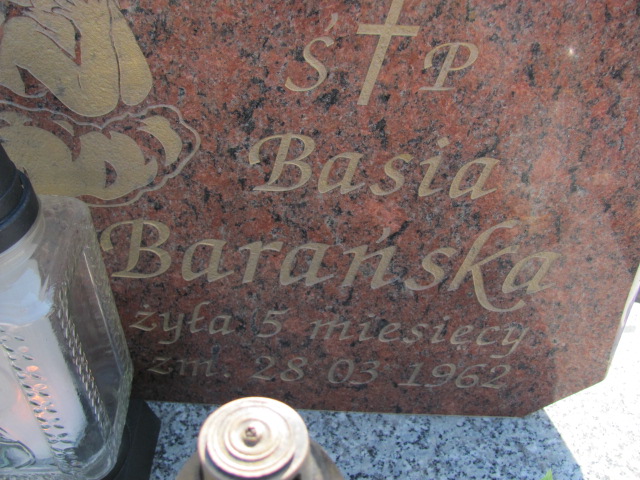 Ś P
Basia
Barańska
żyła 5 miesięcy
zm. 28 03 1962